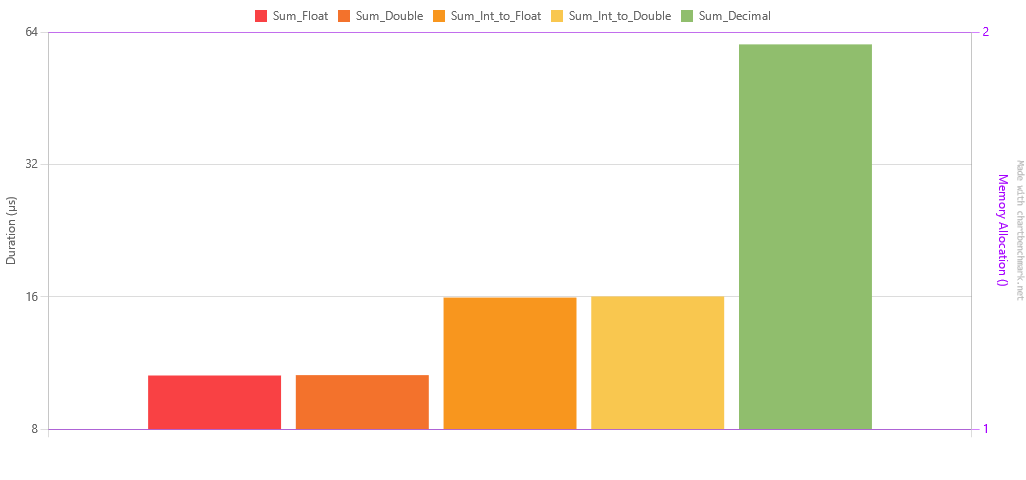 Sum_Float Sum_Double Sum_Int_to_Float Sum_Int_to_Double Sum_Decimal
64
32
16
8
Duration (μs)
2
1
Memory Allocation ()
Made with chartbenchmark.net